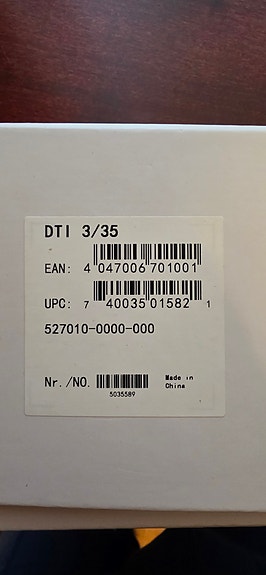 DTI 3/35
EAN: 4 047006 701001
UPC: 7 40035 01582 1
527010-0000-000
Nr./NO. Made in
China
5035589